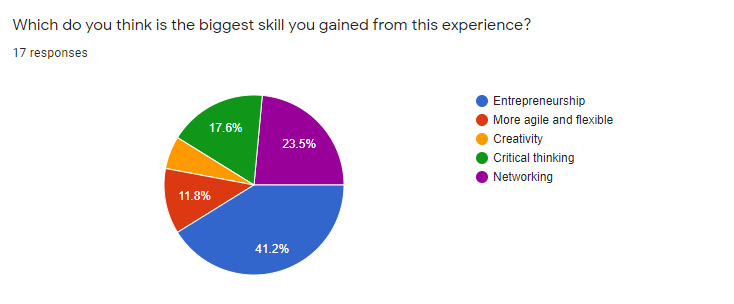 Which do you think is the biggest skill you gained from this experience?
17 responses
Entrepreneurship
More agile and flexible
Creativity
Critical thinking
Networking
17.6%
23.5%
11.8%
41.2%